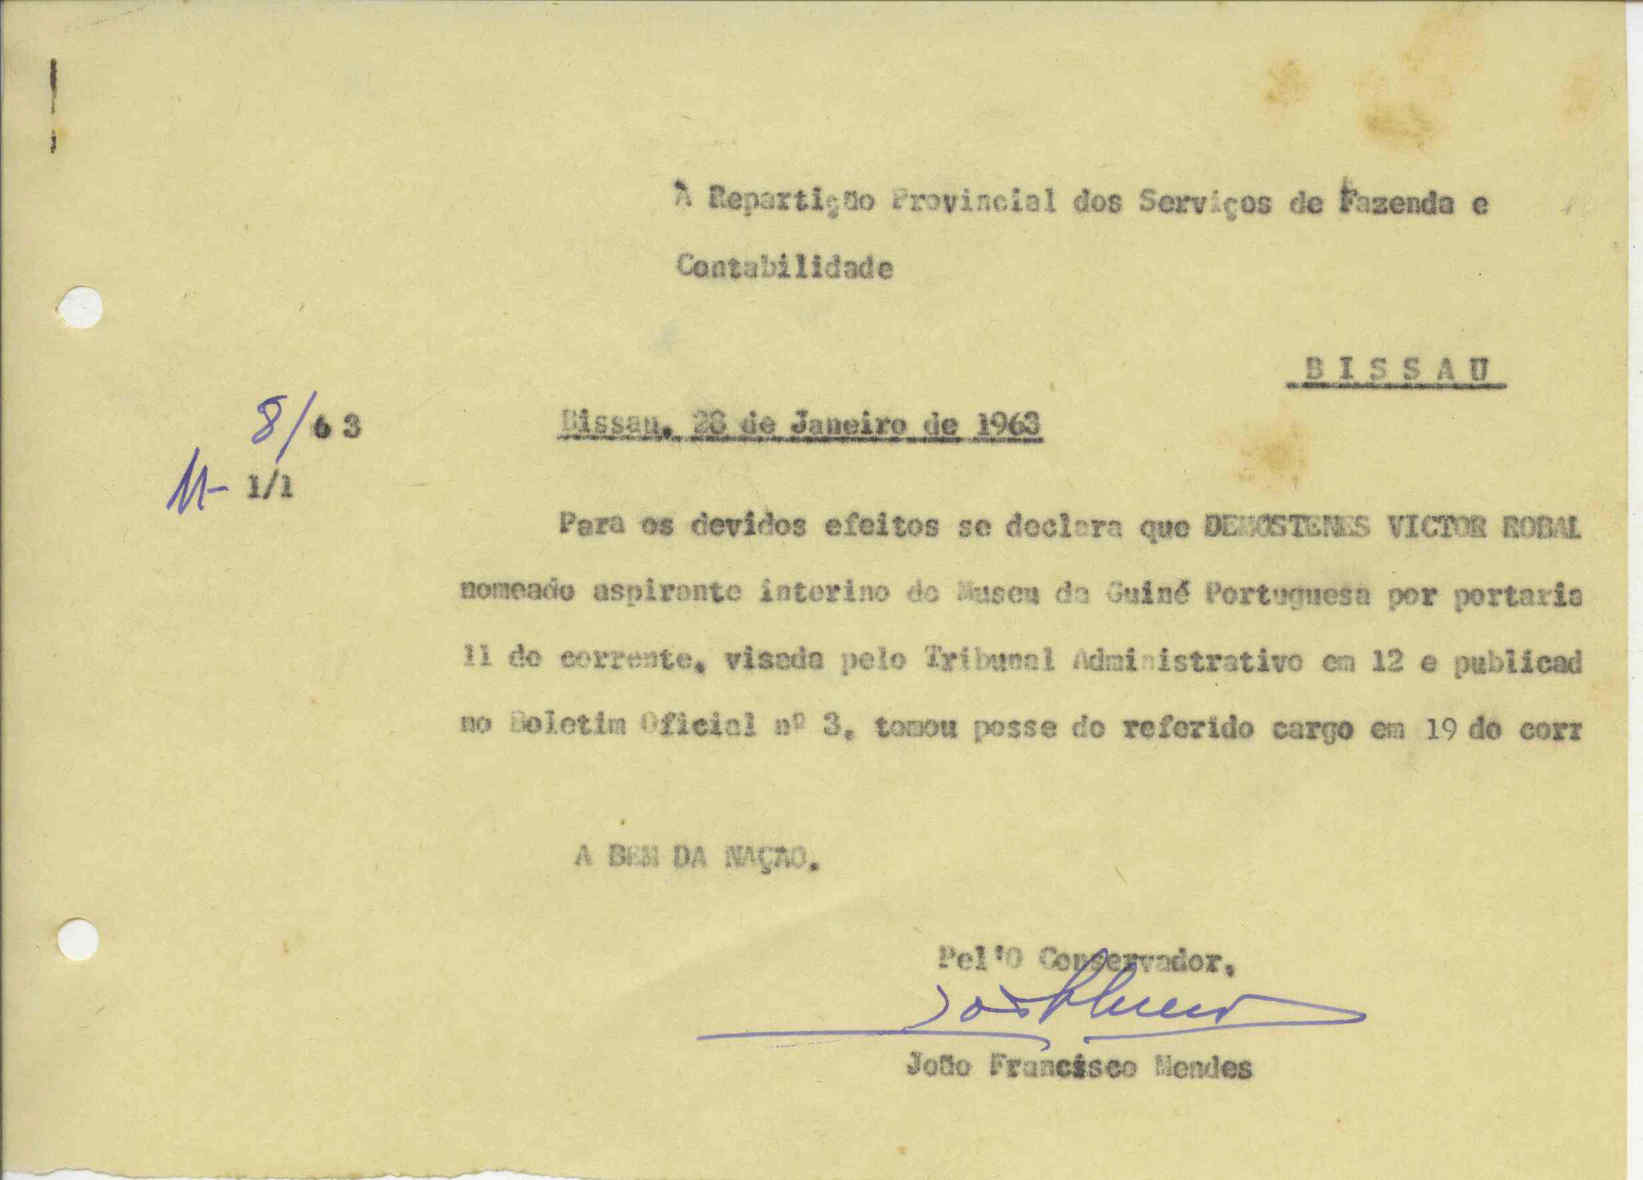 À Repartição Provincial dos Serviços de Fazenda e
Contabilidade
B I S S A U
8/63
Bissau, 28 de Janeiro de 1963
1/1
Para os devidos efeitos se declara que DEMOSTENES VICTOR ROBAL
nomeado aspirante interino do Museu da Guiné Portuguesa por portaria
11 do corrente, visada pelo Tribunal Administrativo em 12 e publicad
no Boletim Oficial nº 3, tomou posse do referido cargo em 19 do corr
A BEM DA NAÇÃO.
Pel'O Conservador,
João Francisco Mendes